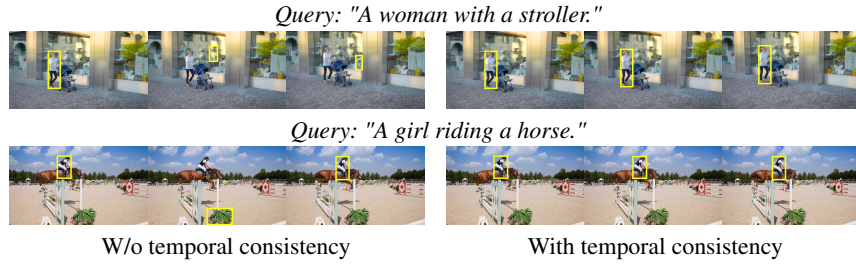 Query: "A woman with a stroller."
Query: "A girl riding a horse."
W/o temporal consistency
With temporal consistency